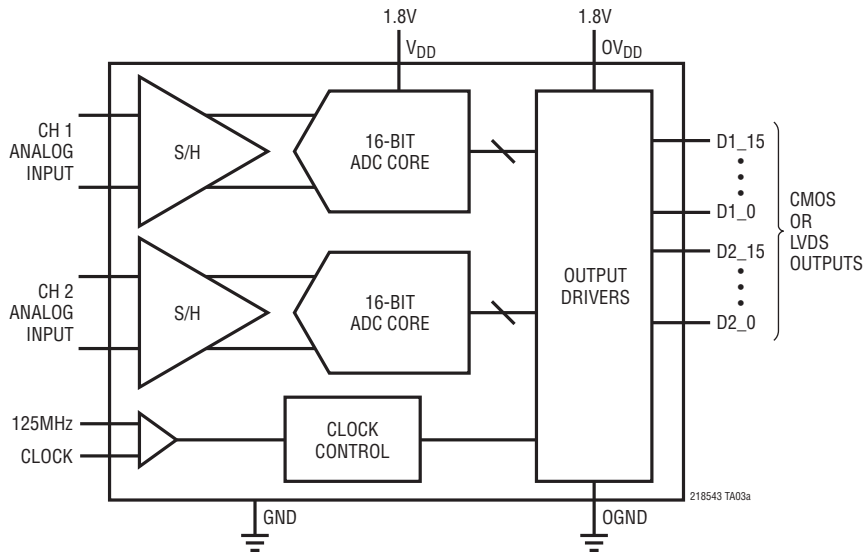 1.8V
1.8V
VDD
OVDD
CH 1
ANALOG
INPUT
S/H
16-BIT
ADC CORE
D1_15
D1_0
CH 2
ANALOG
INPUT
S/H
16-BIT
ADC CORE
OUTPUT
DRIVERS
D2_15
D2_0
CMOS
OR
LVDS
OUTPUTS
125MHz
CLOCK
CLOCK
CONTROL
GND
OGND
218543 TA03a